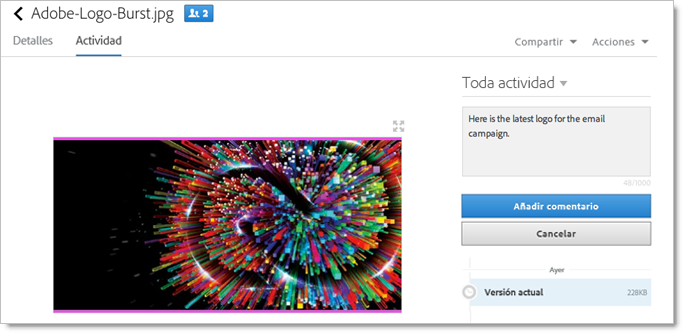 Adobe-Logo-Burst.jpg 2
Detalles Actividad Compartir Acciones
Toda actividad
Here is the latest logo for the email
campaign.
48/1000
Añadir comentario
Cancelar
Ayer
Versión actual 228KB